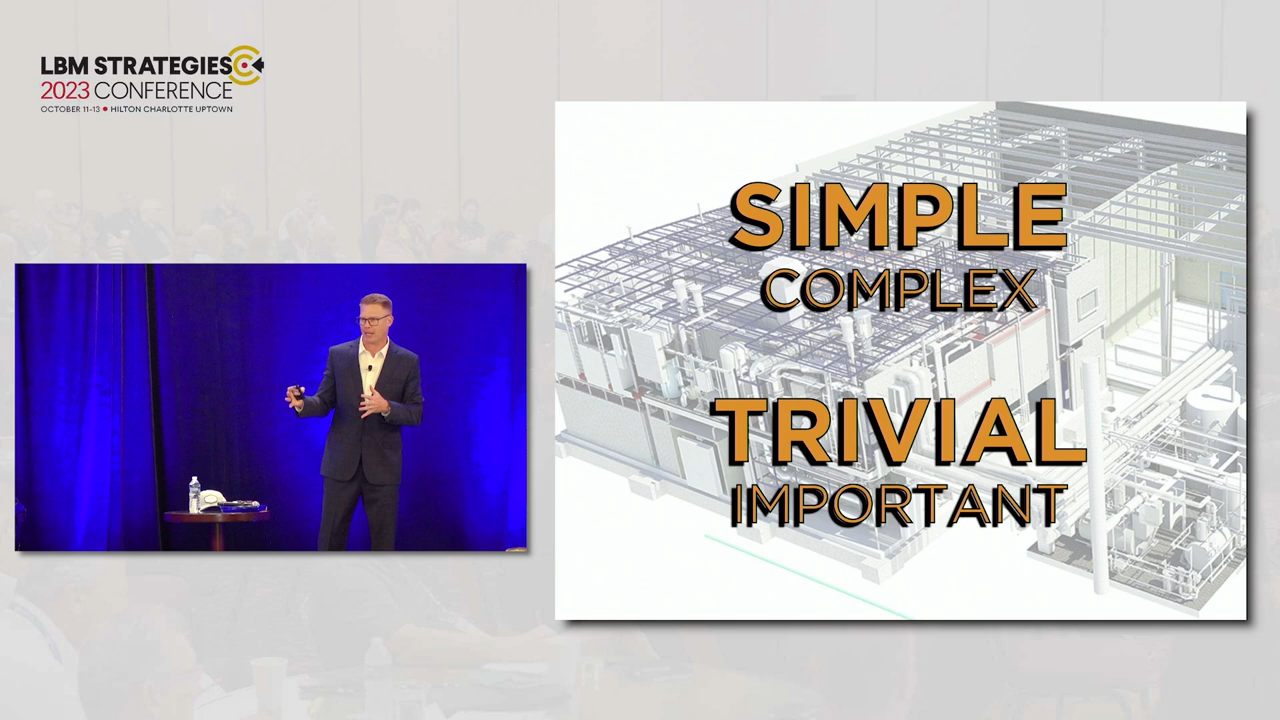 LBM STRATEGIES
2023 CONFERENCE
OCTOBER 11-13 • HILTON CHARLOTTE UPTOWN
SIMPLE
COMPLEX
TRIVIAL
IMPORTANT